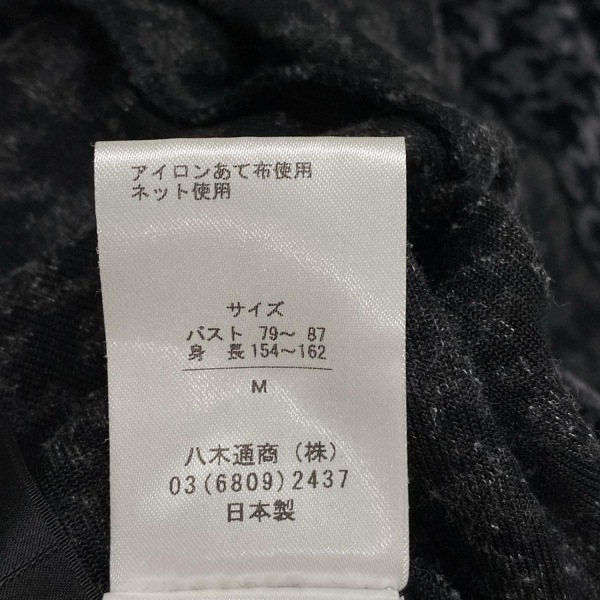 アイロンあて布使用
ネット使用
サイズ
バスト 79〜 87
身 長 154〜162
M
八木通商(株)
03(6809)2437
日本製